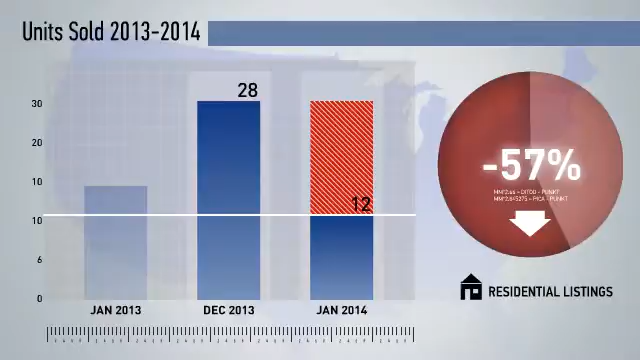 Units Sold 2013-2014
28
30
20
10
12
10
6
0
JAN 2013
DEC 2013
JAN 2014
-57%
RESIDENTIAL LISTINGS